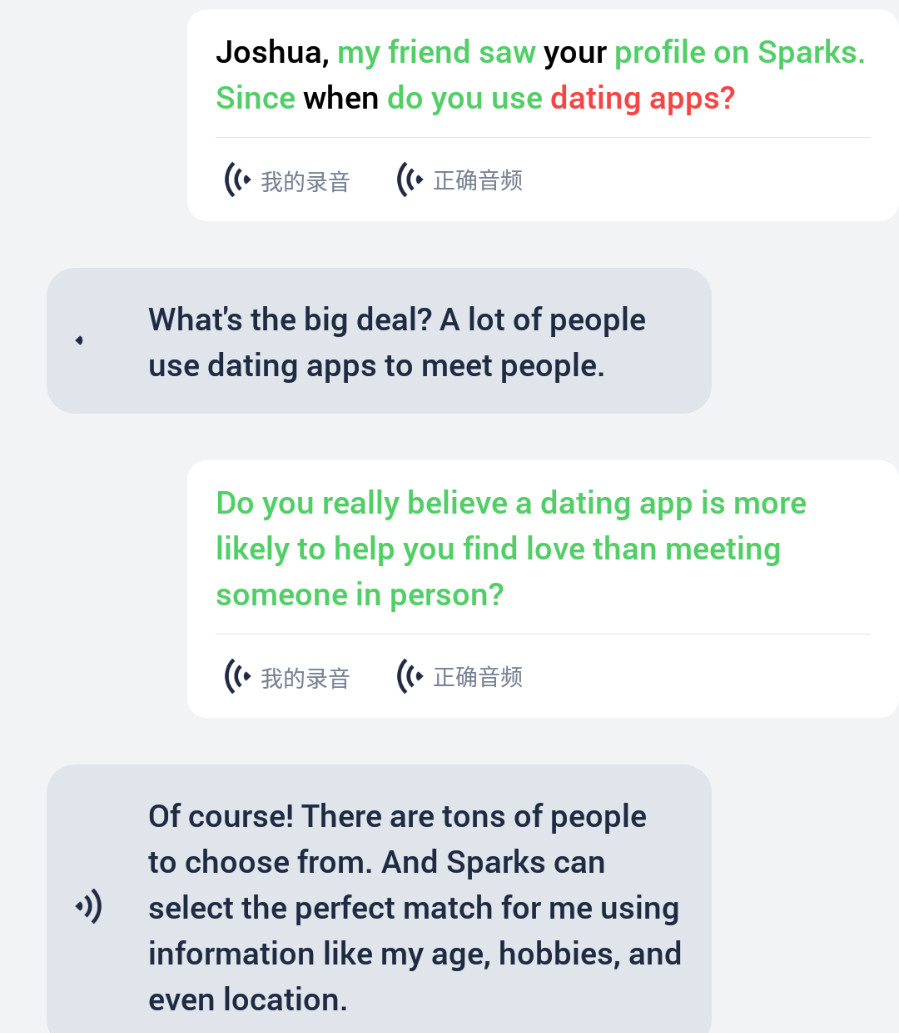 Joshua, my friend saw your profile on Sparks.
Since when do you use dating apps?
我的录音 正确音频
What's the big deal? A lot of people
use dating apps to meet people.
Do you really believe a dating app is more
likely to help you find love than meeting
someone in person?
我的录音 正确音频
Of course! There are tons of people
to choose from. And Sparks can
select the perfect match for me using
information like my age, hobbies, and
even location.